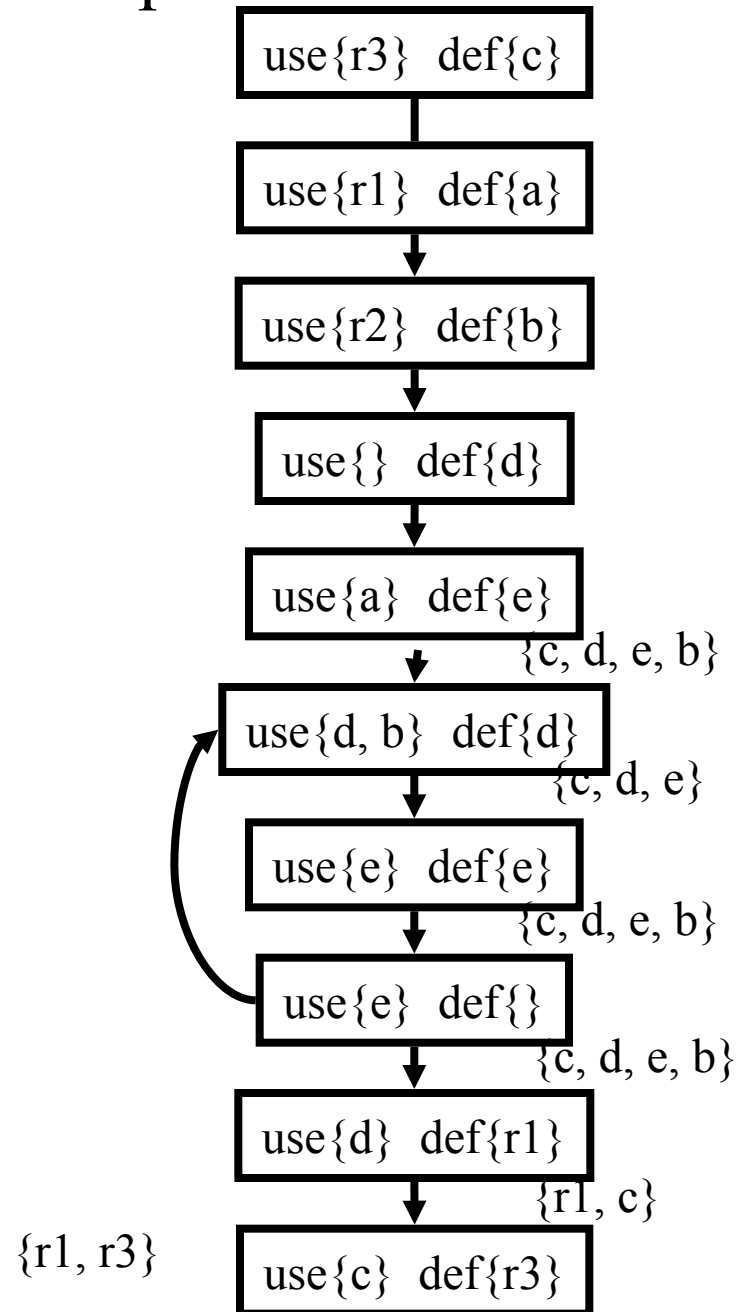 use{r3} def{c}
use{r1} def{a}
use{r2} def{b}
use{} def{d}
use{a} def{e}
{c, d, e, b}
use{d, b} def{d}
{c, d, e}
use{e} def{e}
{c, d, e, b}
use{e} def{}
{c, d, e, b}
use{d} def{r1}
{r1, c}
{r1, r3}
use{c} def{r3}